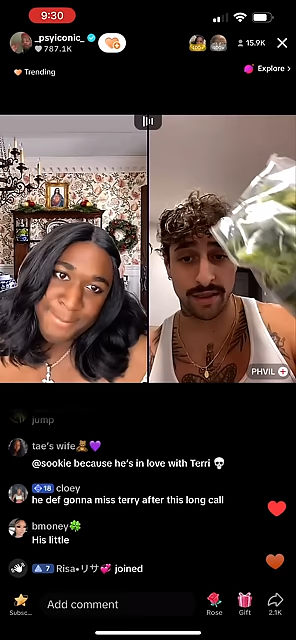 9:30
_psyiconic_
787.1K
15.9K
Trending
Explore >
PHVIL
jump
tae's wife🧸💜
@sookie because he's in love with Terri 💀
18 cloey
he def gonna miss terry after this long call
bmoney🍀
His little
7 Risa•リサ💞 joined
Subsc...
Add comment
Rose
Gift
2.1K